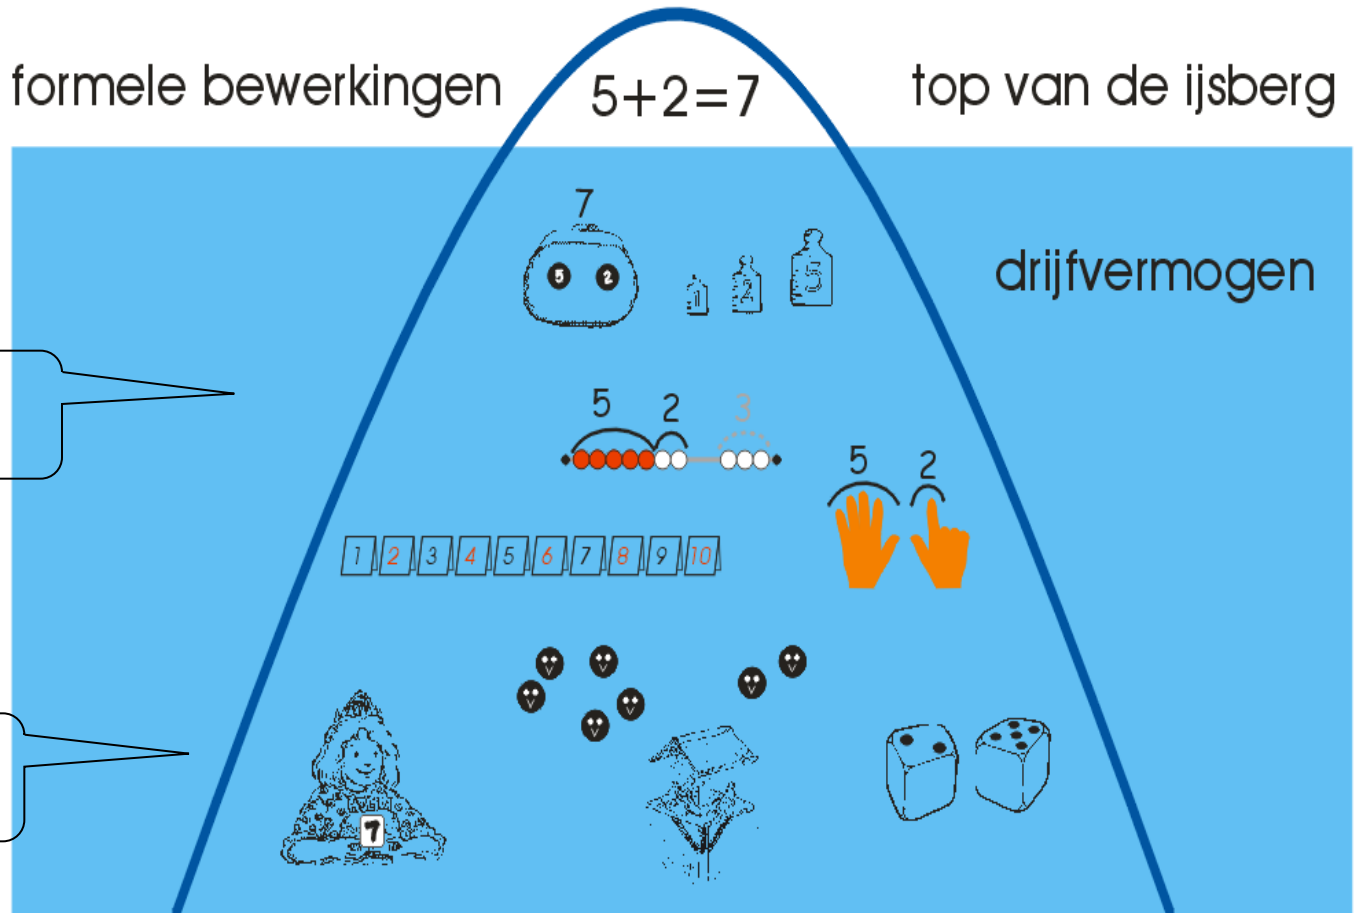 formele bewerkingen
5+2=7
top van de ijsberg
7
5 2
1 2 5
drijfvermogen
5 2 3
5 2
1 2 3 4 5 6 7 8 9 10
7